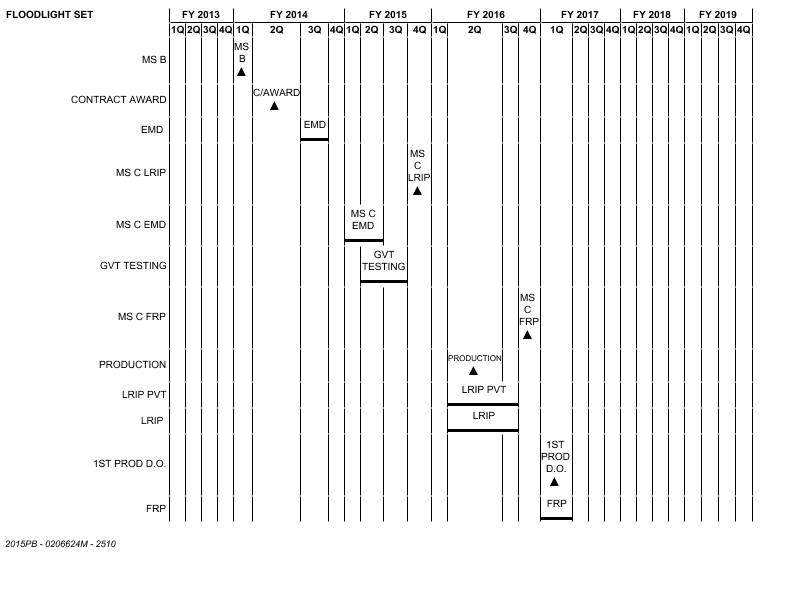 FLOODLIGHT SET
FY 2013 FY 2014 FY 2015 FY 2016 FY 2017 FY 2018 FY 2019
1Q 2Q 3Q 4Q 1Q 2Q 3Q 4Q 1Q 2Q 3Q 4Q 1Q 2Q 3Q 4Q 1Q 2Q 3Q 4Q 1Q 2Q 3Q 4Q 1Q 2Q 3Q 4Q
MS B
MS
B
CONTRACT AWARD
C/AWARD
EMD
EMD
MS C LRIP
MS
C
LRIP
MS C EMD
MS C
EMD
GVT TESTING
GVT
TESTING
MS C FRP
MS
C
FRP
PRODUCTION
PRODUCTION
LRIP PVT
LRIP PVT
LRIP
LRIP
1ST PROD D.O.
1ST
PROD
D.O.
FRP
FRP
2015PB - 0206624M - 2510